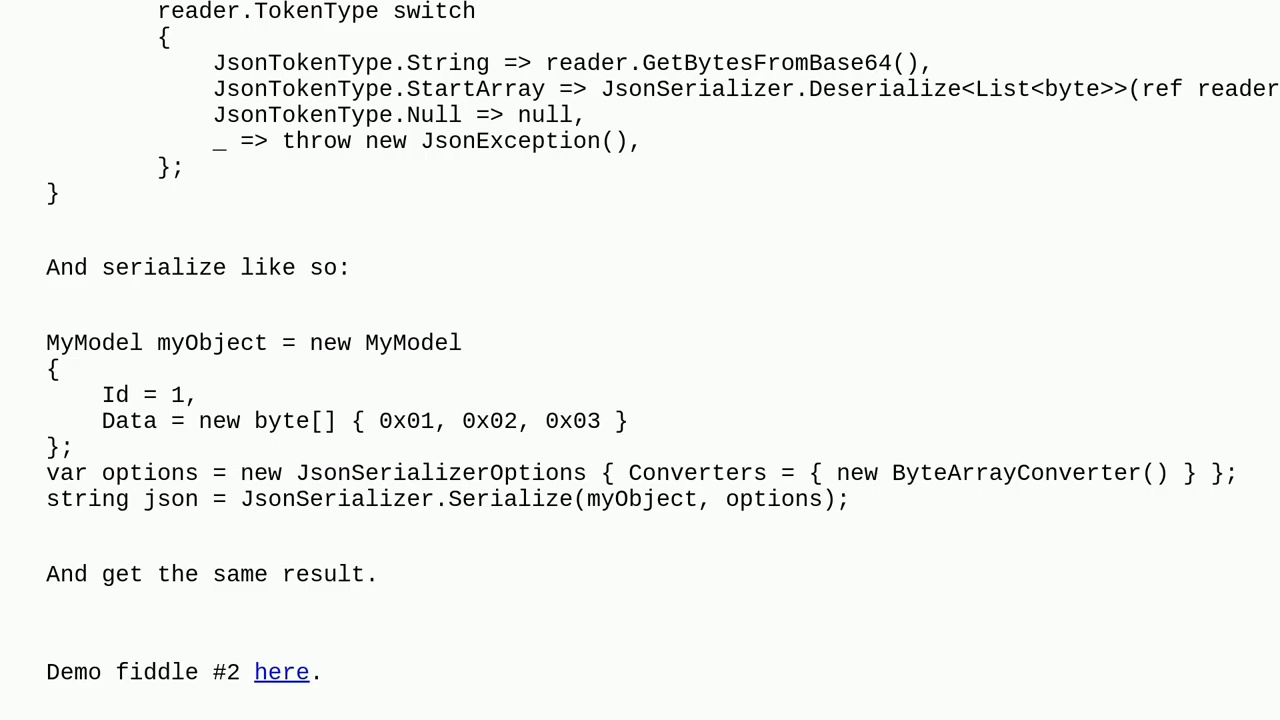 reader.TokenType switch
{
JsonTokenType.String => reader.GetBytesFromBase64(),
JsonTokenType.StartArray => JsonSerializer.Deserialize<List<byte>>(ref reader
JsonTokenType.Null => null,
_ => throw new JsonException(),
};
}
And serialize like so:
MyModel myObject = new MyModel
{
Id = 1,
Data = new byte[] { 0x01, 0x02, 0x03 }
};
var options = new JsonSerializerOptions { Converters = { new ByteArrayConverter() } };
string json = JsonSerializer.Serialize(myObject, options);
And get the same result.
Demo fiddle #2 here.